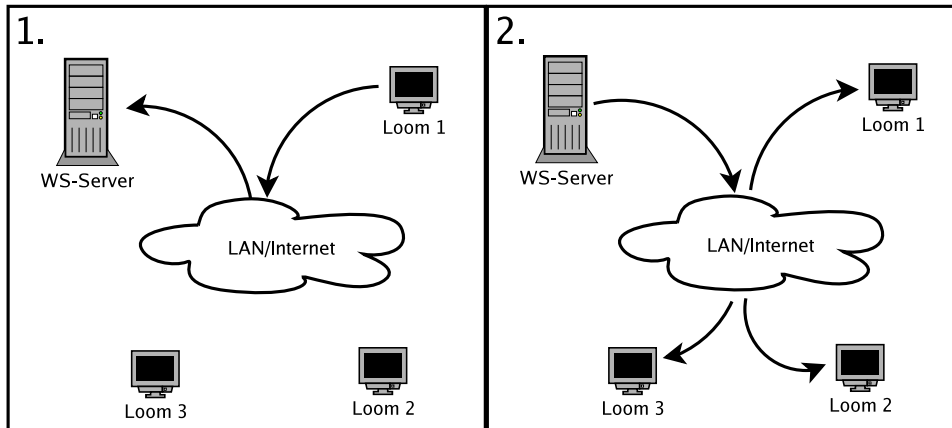 1.
WS-Server
Loom 1
LAN/Internet
Loom 3
Loom 2
2.
WS-Server
Loom 1
LAN/Internet
Loom 3
Loom 2